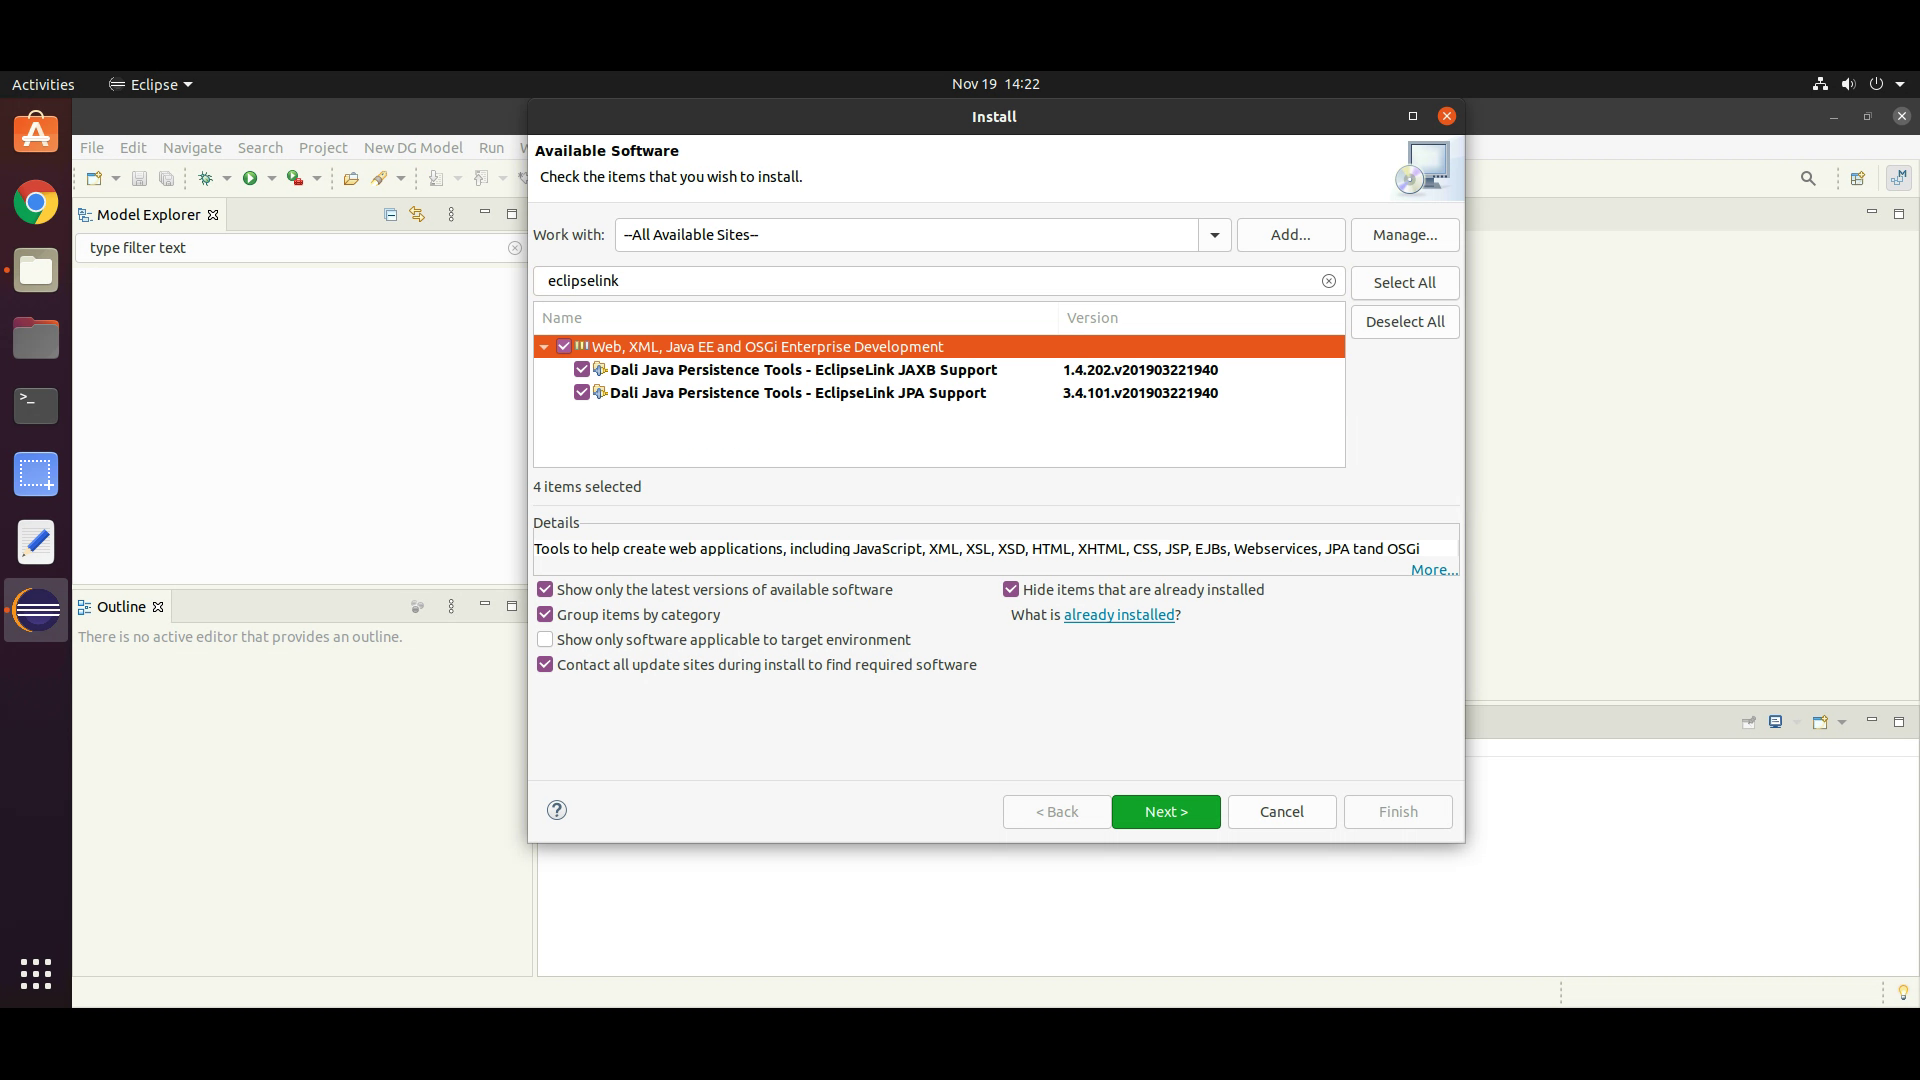 Activities
Eclipse
Nov 19 14:22
Install
File Edit Navigate Search Project New DG Model Run
Available Software
Check the items that you wish to install.
Model Explorer
type filter text
Work with:
--All Available Sites--
Add...
Manage...
eclipselink
Select All
Deselect All
Name
Version
Web, XML, Java EE and OSGi Enterprise Development
Dali Java Persistence Tools - EclipseLink JAXB Support 1.4.202.v201903221940
Dali Java Persistence Tools - EclipseLink JPA Support 3.4.101.v201903221940
4 items selected
Details
Tools to help create web applications, including JavaScript, XML, XSL, XSD, HTML, XHTML, CSS, JSP, EJBs, Webservices, JPA tand OSGi
More...
Show only the latest versions of available software
Hide items that are already installed
Group items by category
What is already installed?
Show only software applicable to target environment
Contact all update sites during install to find required software
Outline
There is no active editor that provides an outline.
< Back
Next >
Cancel
Finish